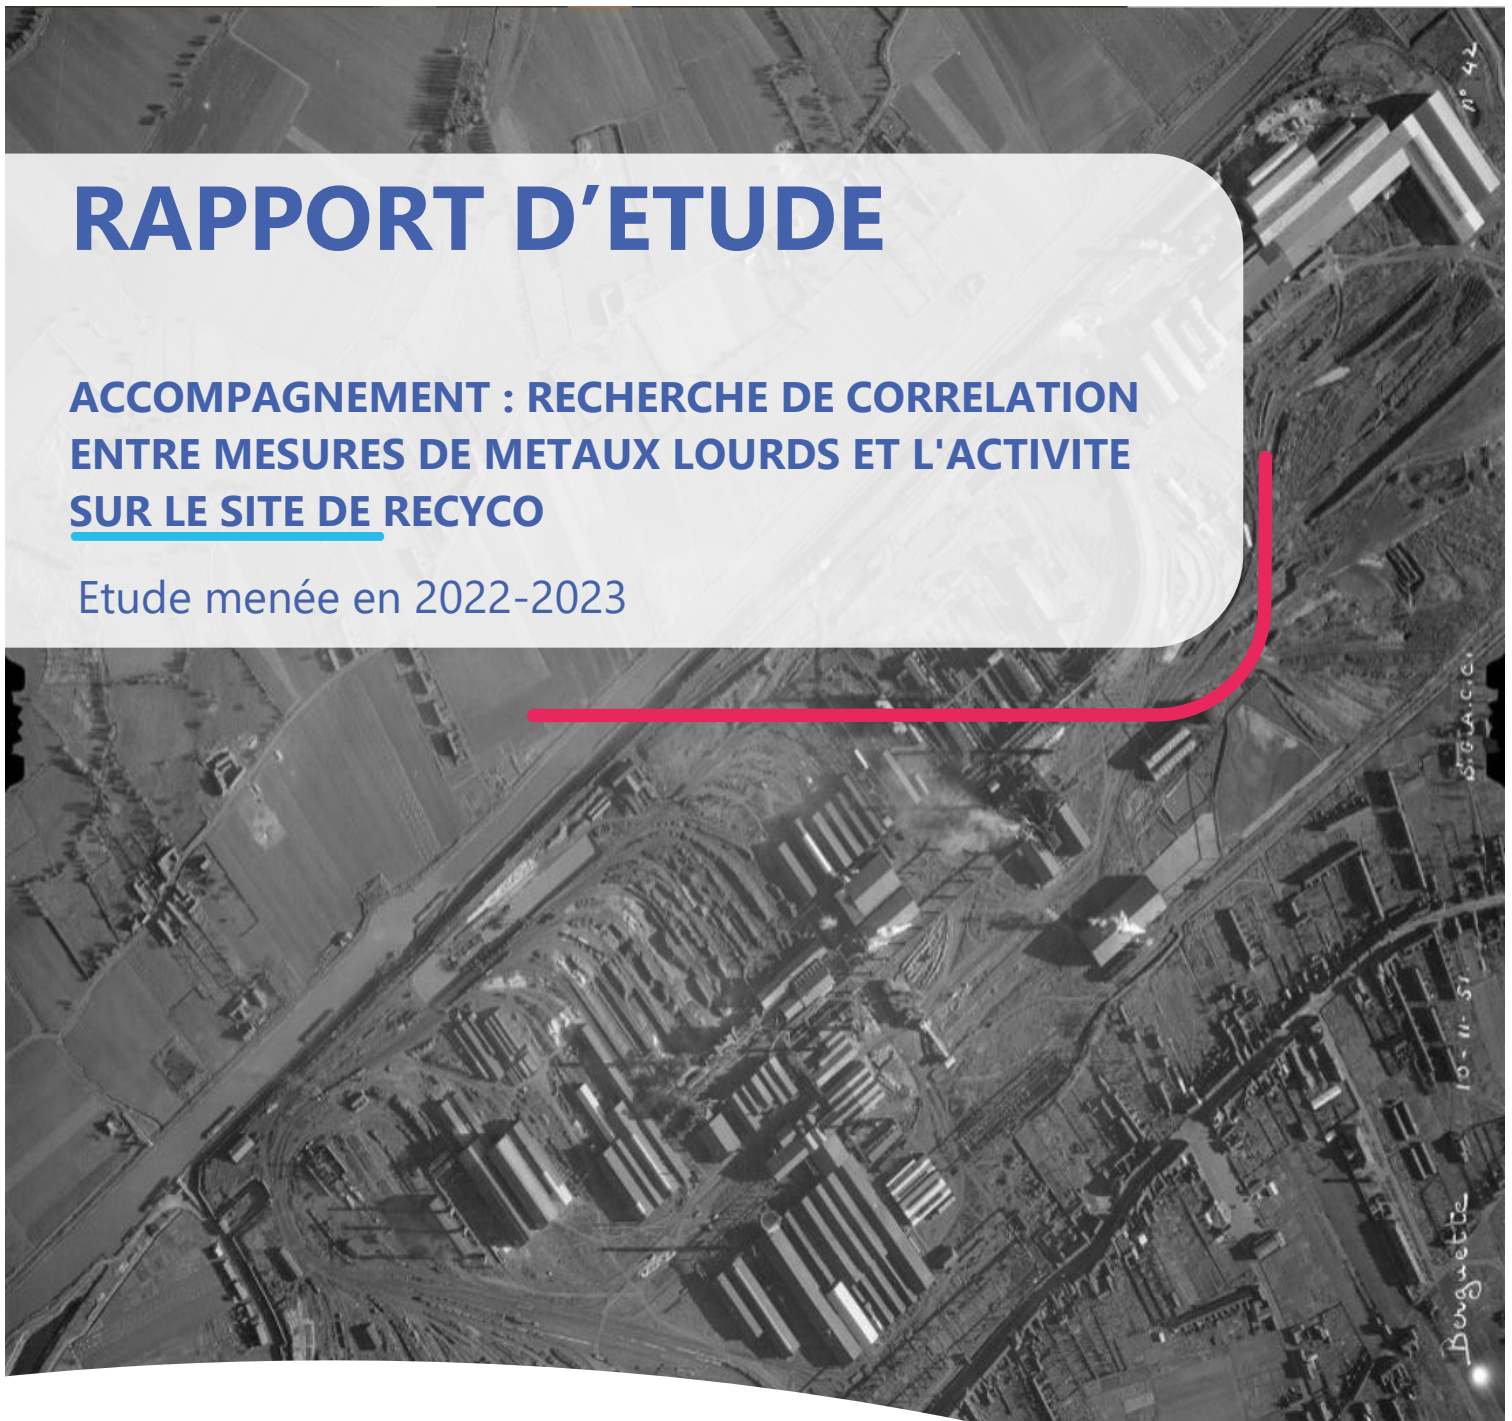 RAPPORT D’ETUDE
ACCOMPAGNEMENT : RECHERCHE DE CORRELATION
ENTRE MESURES DE METAUX LOURDS ET L'ACTIVITE
SUR LE SITE DE RECYCO
Etude menée en 2022-2023
n° 42
10-11-51
Berguette